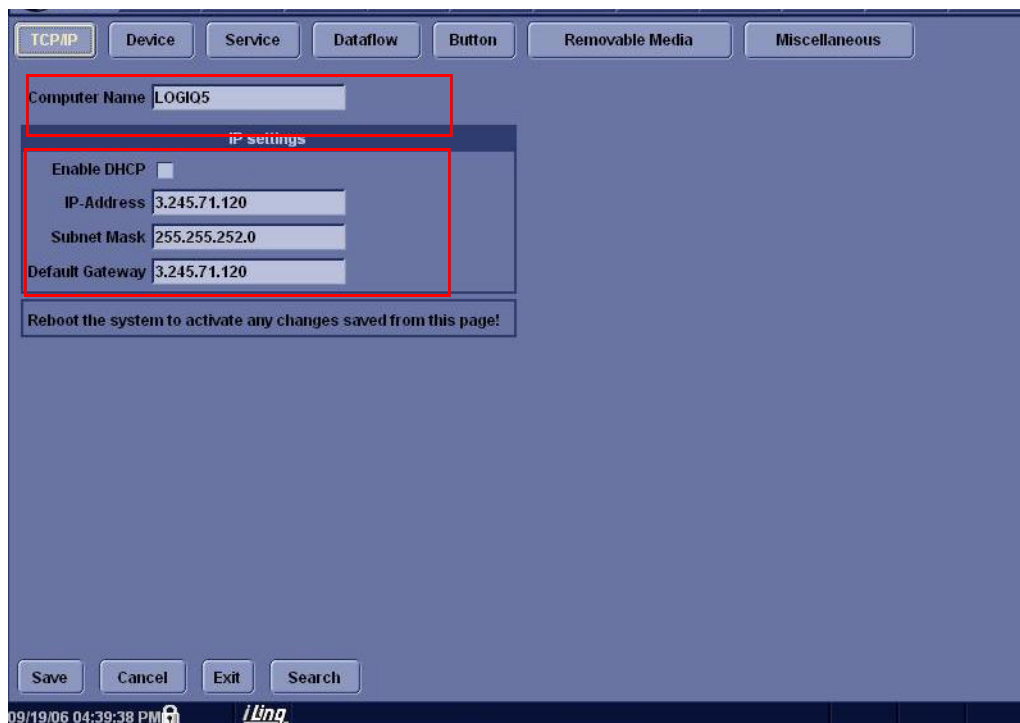 TCP/IP Device Service Dataflow Button Removable Media Miscellaneous
Computer Name LOGIQ5
IP settings
Enable DHCP
IP-Address 3.245.71.120
Subnet Mask 255.255.252.0
Default Gateway 3.245.71.120
Reboot the system to activate any changes saved from this page!
Save Cancel Exit Search
09/19/06 04:39:38 PM iLinq